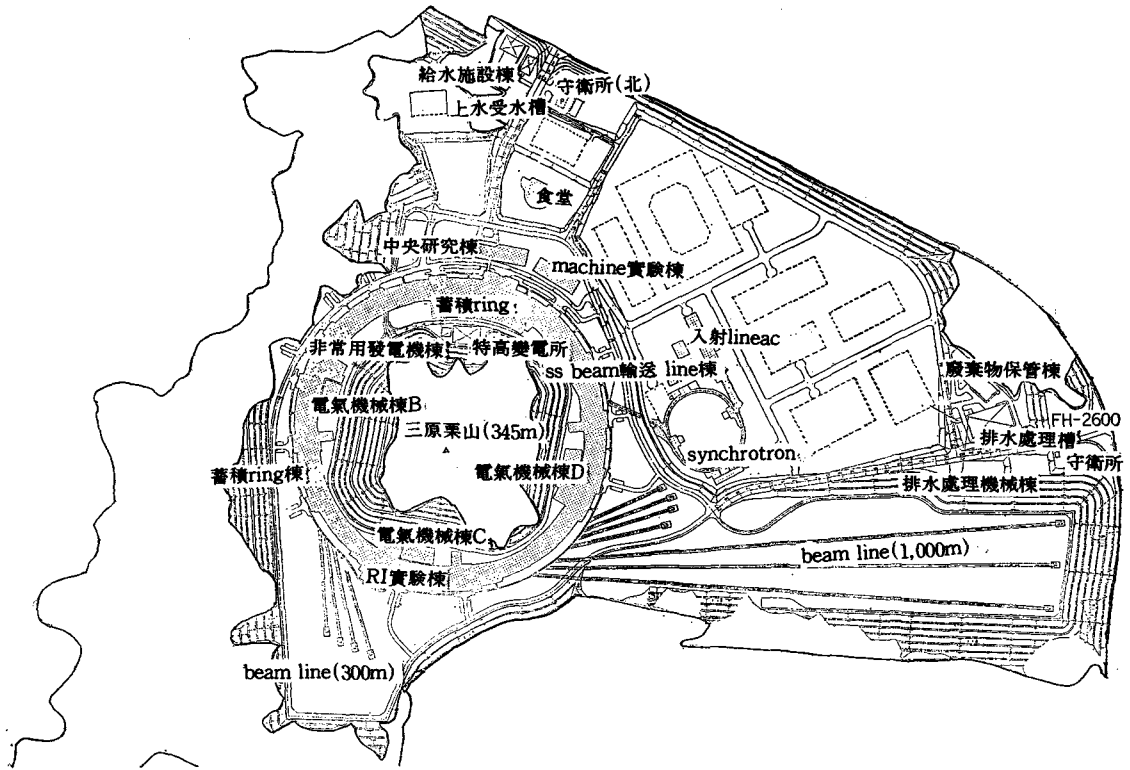 給水施設棟
守衛所(北)
上水受水槽
食堂
中央研究棟
machine實験棟
蓄積ring
入射lineac
非常用發電機棟
特高變電所
ss beam輸送 line棟
廢棄物保管棟
電氣機械棟B
三原栗山(345m)
FH-2600
排水處理槽
synchrotron
守衛所
蓄積ring棟
電氣機械棟D
排水處理機械棟
電氣機械棟C
beam line(1,000m)
RI實驗棟
beam line(300m)